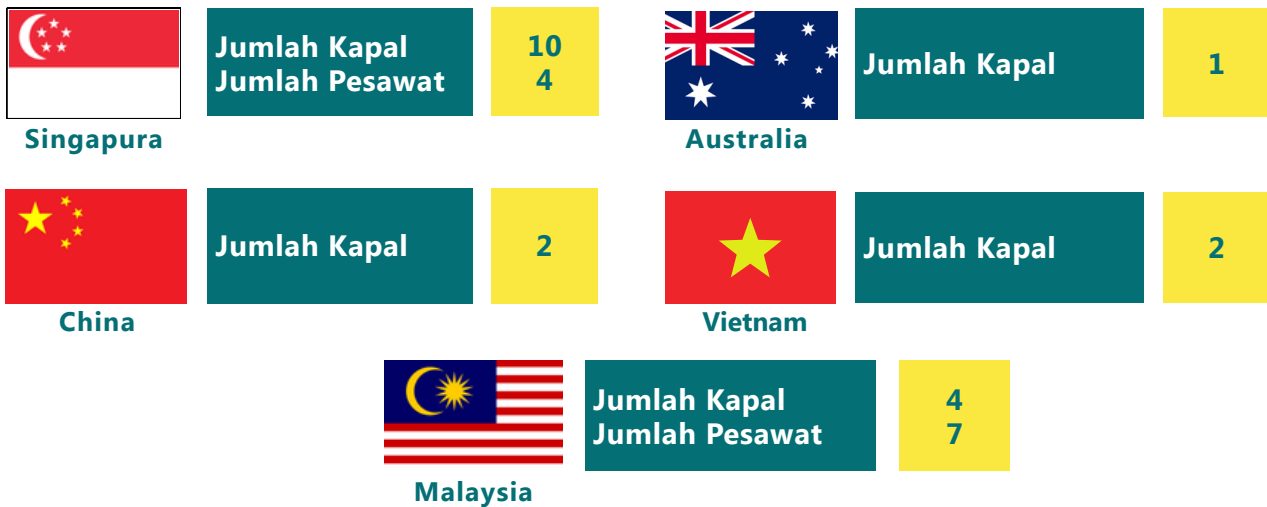 Jumlah Kapal 10
Jumlah Pesawat 4
Singapura
Jumlah Kapal 1
Australia
Jumlah Kapal 2
China
Jumlah Kapal 2
Vietnam
Jumlah Kapal 4
Jumlah Pesawat 7
Malaysia